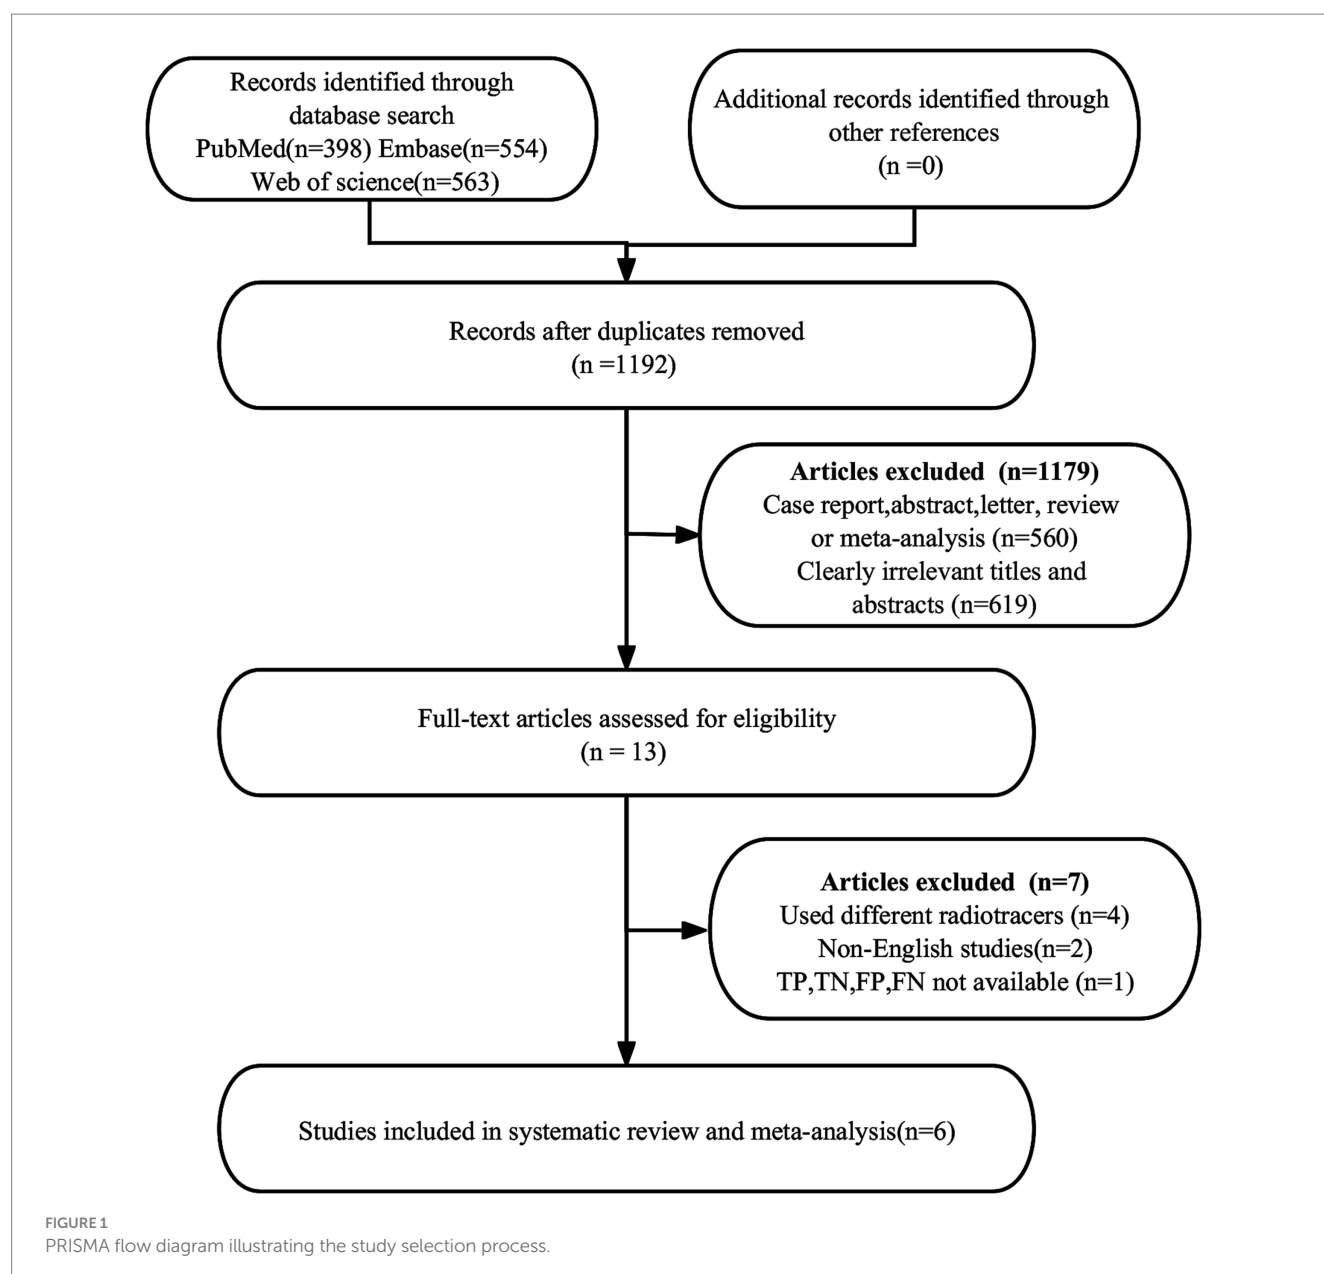 Records identified through
database search
PubMed(n=398) Embase(n=554)
Web of science(n=563)
Additional records identified through
other references
(n =0)
Records after duplicates removed
(n =1192)
Articles excluded  (n=1179)
Case report,abstract,letter, review
or meta-analysis (n=560)
Clearly irrelevant titles and
abstracts (n=619)
Full-text articles assessed for eligibility
(n = 13)
Articles excluded  (n=7)
Used different radiotracers (n=4)
Non-English studies(n=2)
TP,TN,FP,FN not available (n=1)
Studies included in systematic review and meta-analysis(n=6)
FIGURE 1
PRISMA flow diagram illustrating the study selection process.